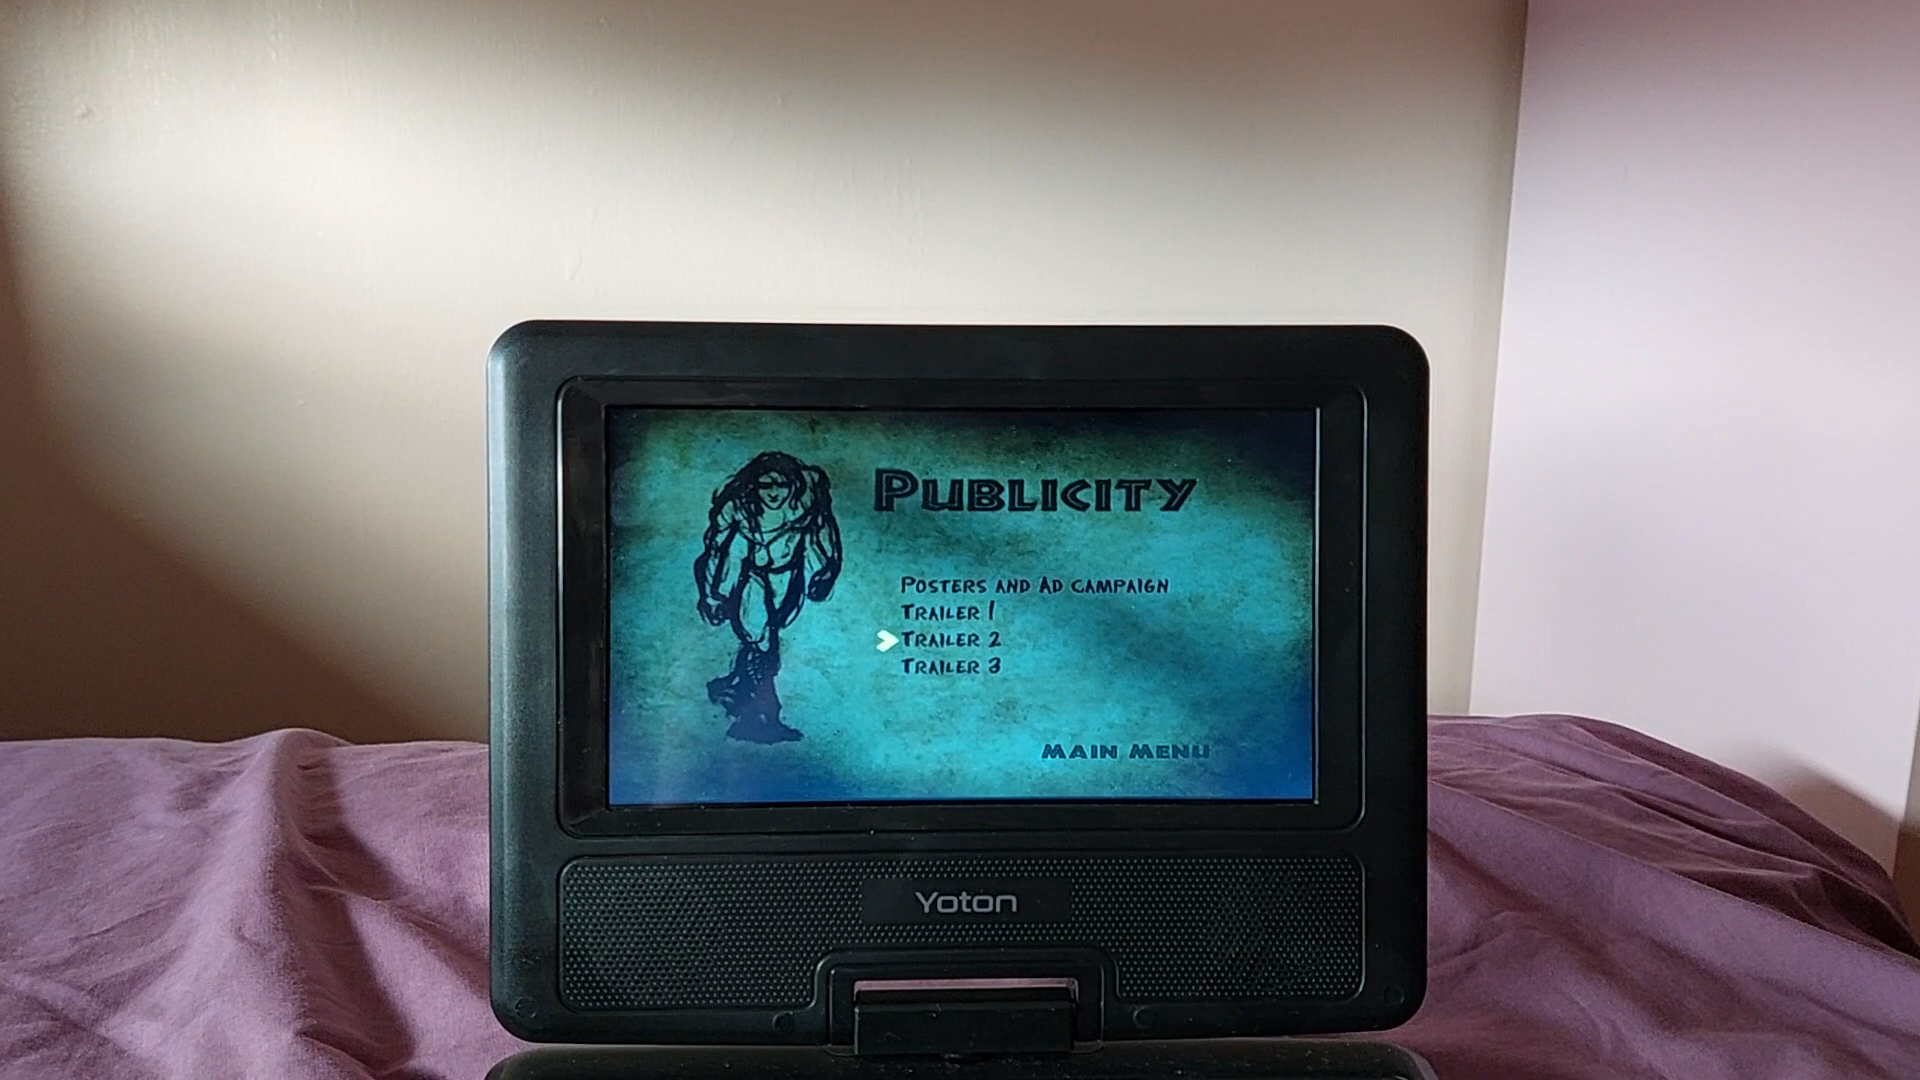 Publicity
Posters and Ad campaign
Trailer 1
Trailer 2
Trailer 3
Main Menu
Yoton